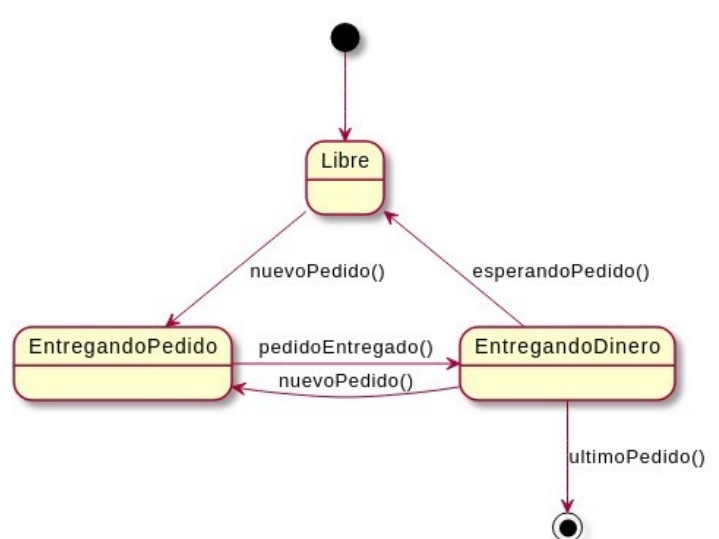 Libre
nuevoPedido()
esperandoPedido()
EntregandoPedido
pedidoEntregado()
EntregandoDinero
nuevoPedido()
ultimoPedido()